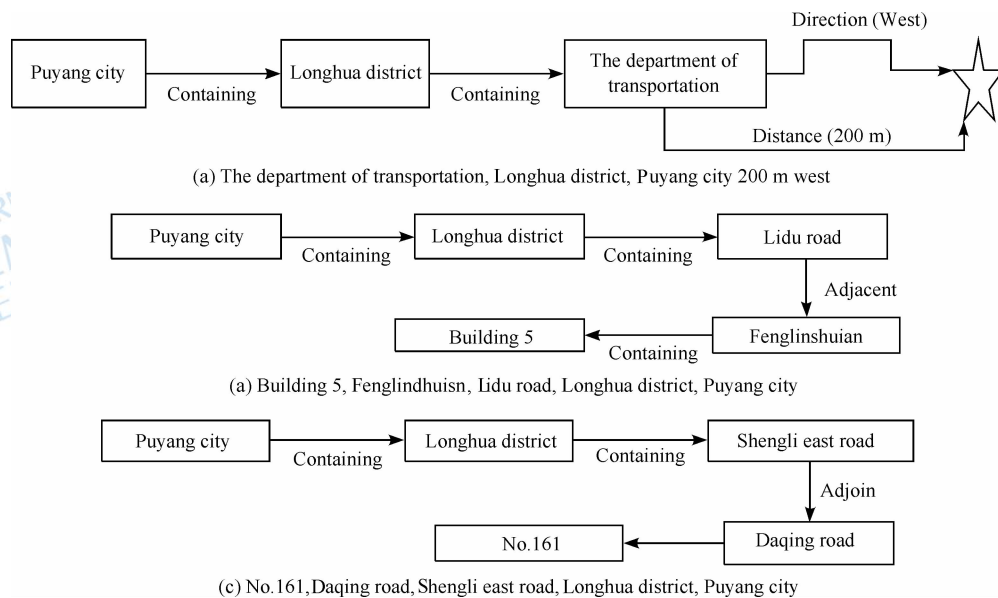 Direction (West)
Puyang city
Longhua district
The department of
transportation
Containing
Containing
Distance (200 m)
(a) The department of transportation, Longhua district, Puyang city 200 m west
Puyang city
Longhua district
Lidu road
Containing
Containing
Adjacent
Building 5
Fenglinshuian
Containing
(a) Building 5, Fenglindhuisn, Lidu road, Longhua district, Puyang city
Puyang city
Longhua district
Shengli east road
Containing
Containing
Adjoin
No.161
Daqing road
(c) No.161,Daqing road,Shengli east road, Longhua district, Puyang city